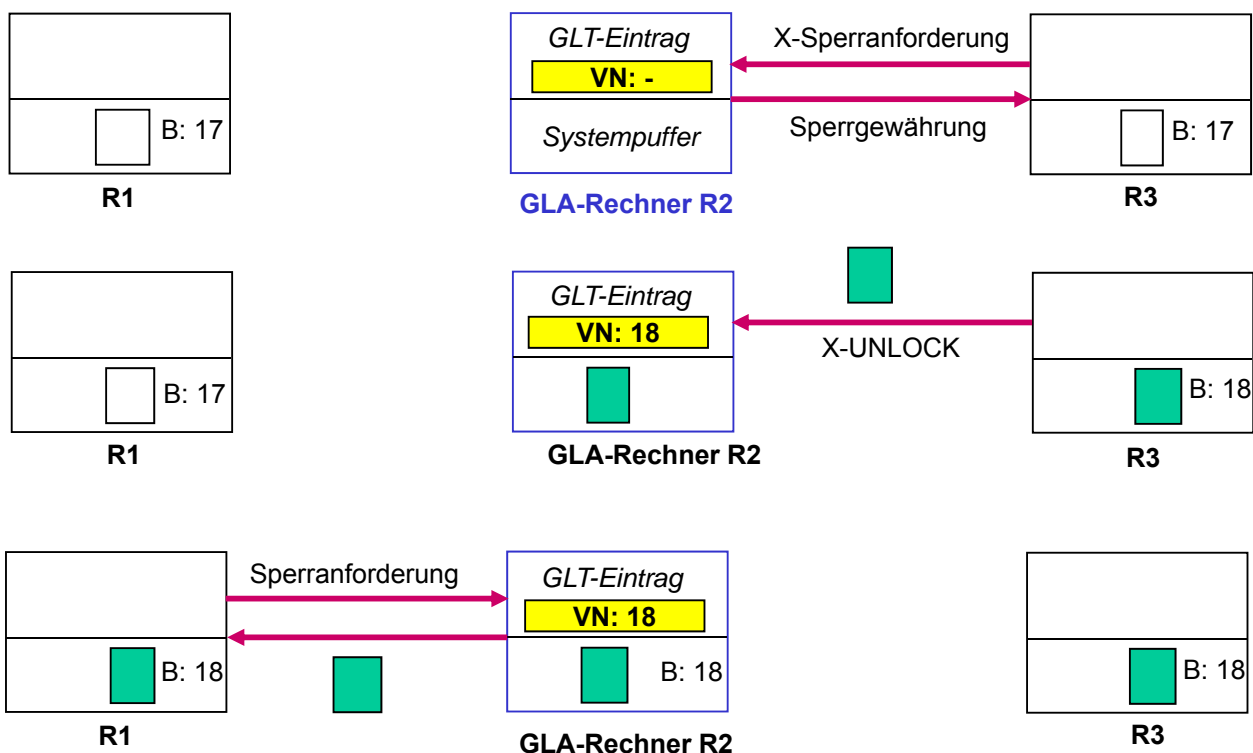 GLT-Eintrag
X-Sperranforderung
VN: -
B: 17
Systempuffer
Sperrgewährung
B: 17
R1
GLA-Rechner R2
R3
GLT-Eintrag
VN: 18
X-UNLOCK
B: 17
B: 18
R1
GLA-Rechner R2
R3
Sperranforderung
GLT-Eintrag
VN: 18
B: 18
B: 18
B: 18
R1
GLA-Rechner R2
R3